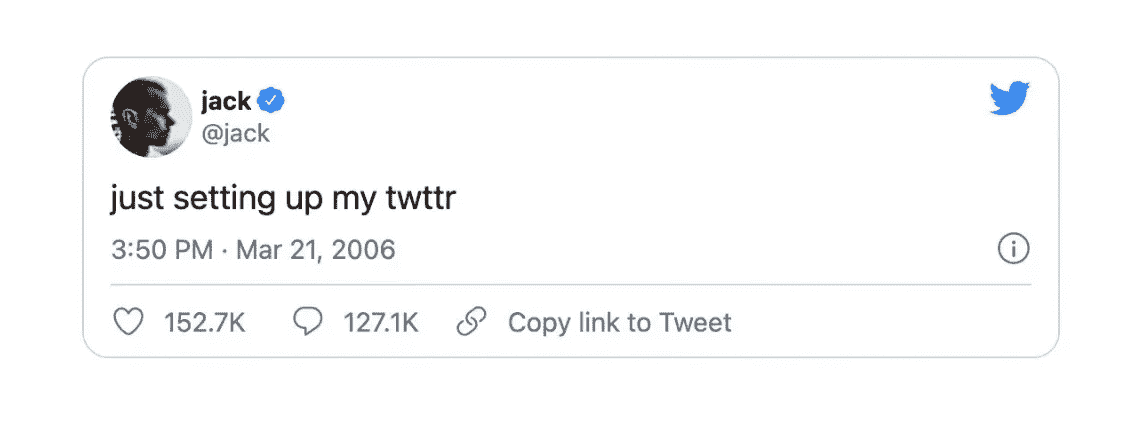 jack
@jack
just setting up my twttr
3:50 PM · Mar 21, 2006
152.7K 127.1K Copy link to Tweet